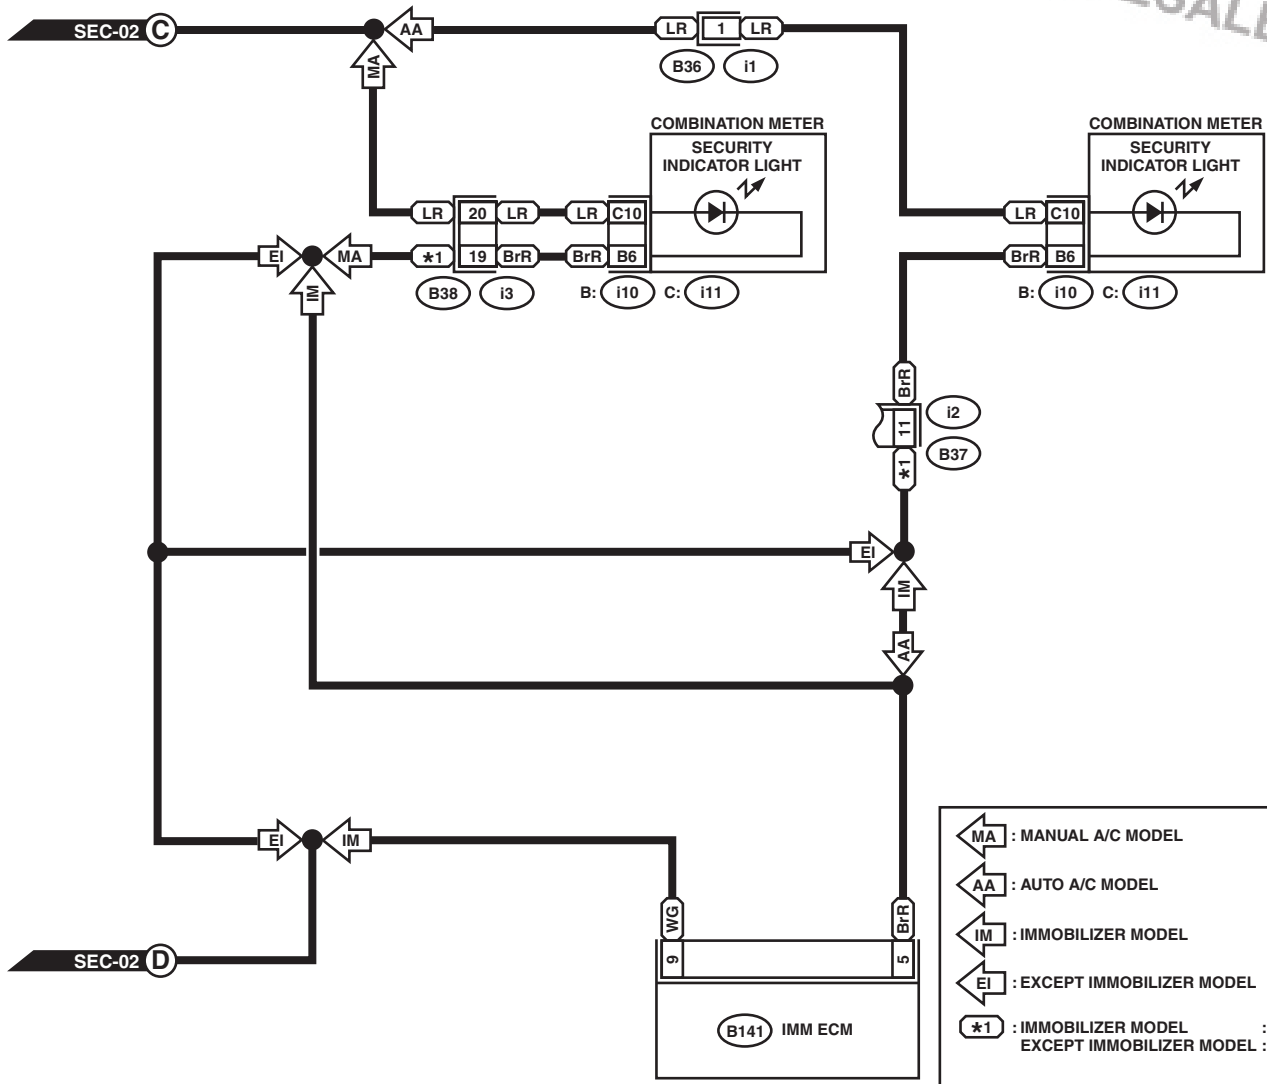 SEC-02 C
AA
LR 1 LR
B36 i1
MA
COMBINATION METER
SECURITY
INDICATOR LIGHT
LR 20 LR LR C10
EI MA *1 19 BrR BrR B6
IM
B38 i3 B: i10 C: i11
COMBINATION METER
SECURITY
INDICATOR LIGHT
LR C10
BrR B6
B: i10 C: i11
BrR
11
*1
i2
B37
EI
IM
AA
EI IM
WG BrR
9 5
SEC-02 D
B141 IMM ECM
MA : MANUAL A/C MODEL
AA : AUTO A/C MODEL
IM : IMMOBILIZER MODEL
EI : EXCEPT IMMOBILIZER MODEL
*1 : IMMOBILIZER MODEL :
EXCEPT IMMOBILIZER MODEL :